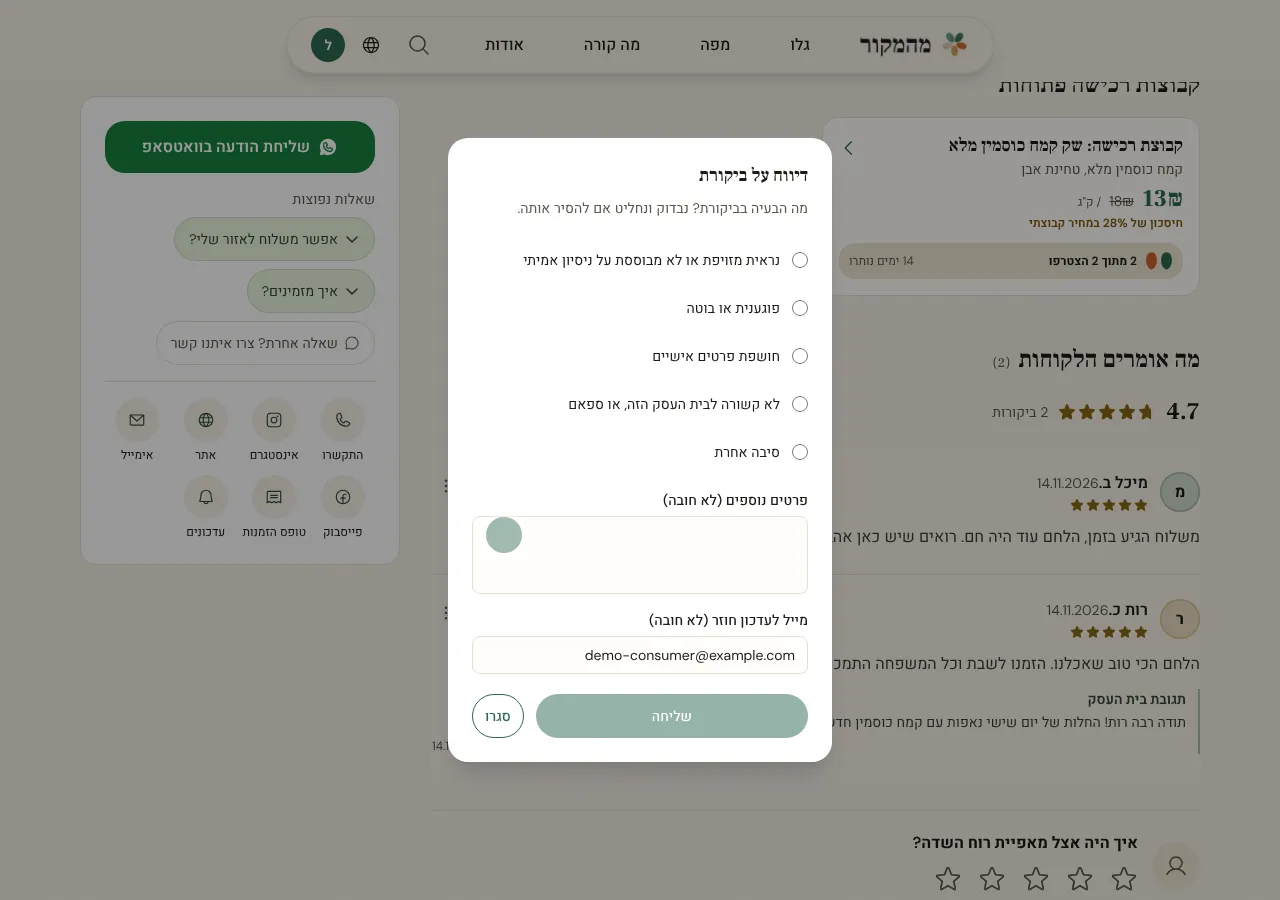 מהמקור
גלו
מפה
מה קורה
אודות
ל
קבוצות רכישה פתוחות
קבוצת רכישה: שק קמח כוסמין מלא
קמח כוסמין מלא, טחינת אבן
₪13 ₪18 / ק"ג
חיסכון של 28% במחיר קבוצתי
2 מתוך 2 הצטרפו
14 ימים נותרו
מה אומרים הלקוחות (2)
4.7
2 ביקורות
מ
מיכל ב.
14.11.2026
משלוח הגיע בזמן, הלחם עוד היה חם. רואים שיש כאן
ר
רות כ.
14.11.2026
הלחם הכי טוב שאכלנו. הזמנו לשבת וכל המשפחה
תגובת בית העסק
תודה רבה רות! החלות של יום שישי נאפות עם קמח כוסמין
איך היה אצל מאפיית רוח השדה?
דיווח על ביקורת
מה הבעיה בביקורת? נבדוק ונחליט אם להסיר אותה.
נראית מזויפת או לא מבוססת על ניסיון אמיתי
פוגענית או בוטה
חושפת פרטים אישיים
לא קשורה לבית העסק הזה, או ספאם
סיבה אחרת
פרטים נוספים (לא חובה)
מייל לעדכון חוזר (לא חובה)
demo-consumer@example.com
שליחה
סגרו
שליחת הודעה בוואטסאפ
שאלות נפוצות
אפשר משלוח לאזור שלי?
איך מזמינים?
שאלה אחרת? צרו איתנו קשר
התקשרו
אינסטגרם
אתר
אימייל
פייסבוק
טופס הזמנות
עדכונים